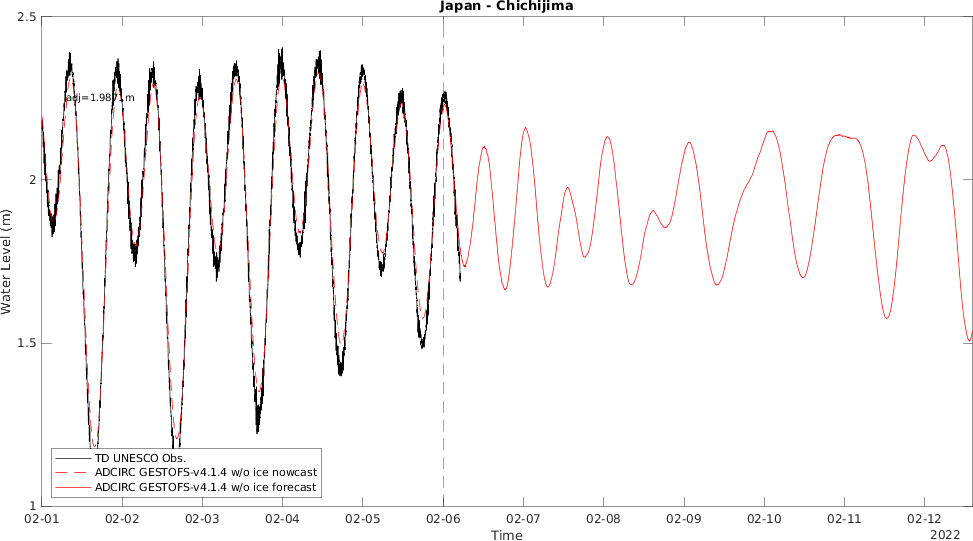 Japan - Chichijima
2.5
2
1.5
1
Water Level (m)
TD UNESCO Obs.
ADCIRC GESTOFS-v4.1.4 w/o ice nowcast
ADCIRC GESTOFS-v4.1.4 w/o ice forecast
02-01 02-02 02-03 02-04 02-05 02-06 02-07 02-08 02-09 02-10 02-11 02-12
Time
2022